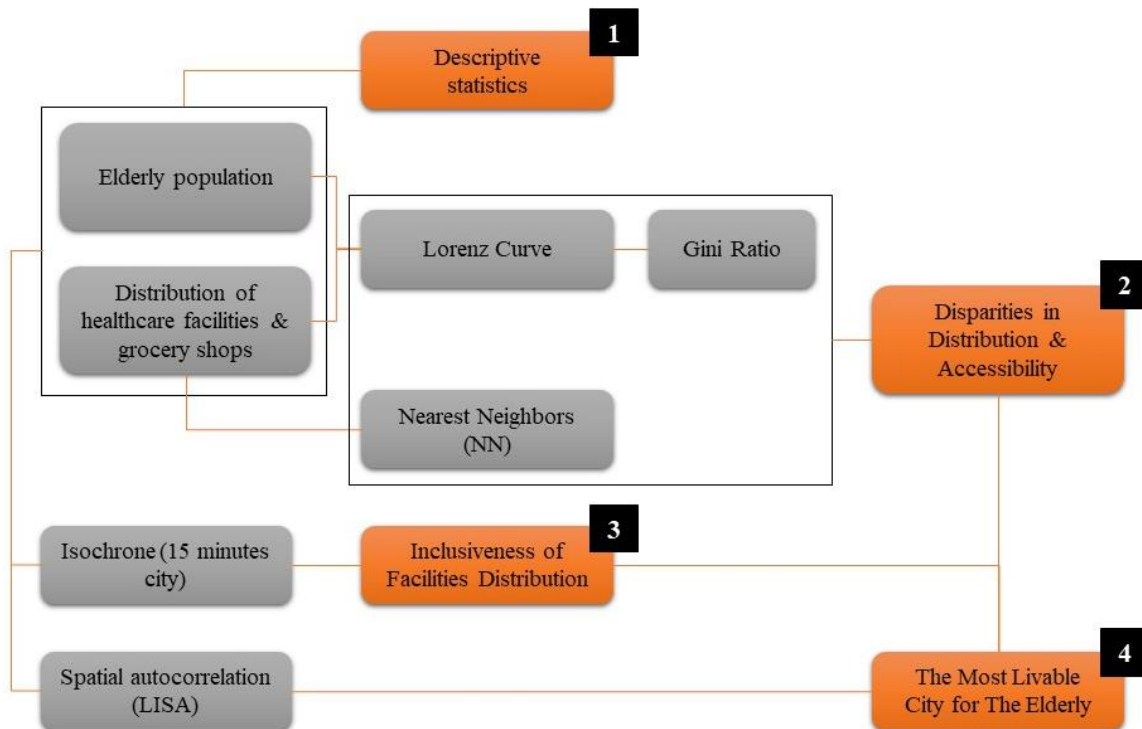 1
Descriptive
statistics
Elderly population
Distribution of
healthcare facilities &
grocery shops
Lorenz Curve
Gini Ratio
Nearest Neighbors
(NN)
2
Disparities in
Distribution &
Accessibility
Isochrone (15 minutes
city)
3
Inclusiveness of
Facilities Distribution
Spatial autocorrelation
(LISA)
4
The Most Livable
City for The Elderly